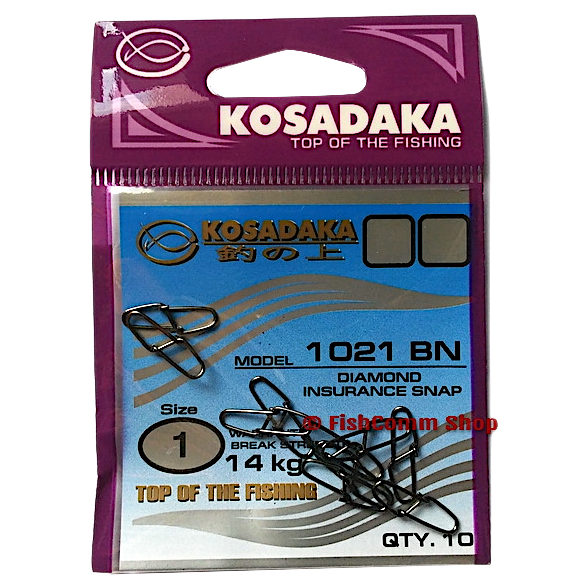 KOSADAKA
TOP OF THE FISHING
KOSADAKA
釣の上
MODEL 1021 BN
DIAMOND
INSURANCE SNAP
© FishComm Shop
Size
1
BREAK
14 kg
TOP OF THE FISHING
QTY. 10